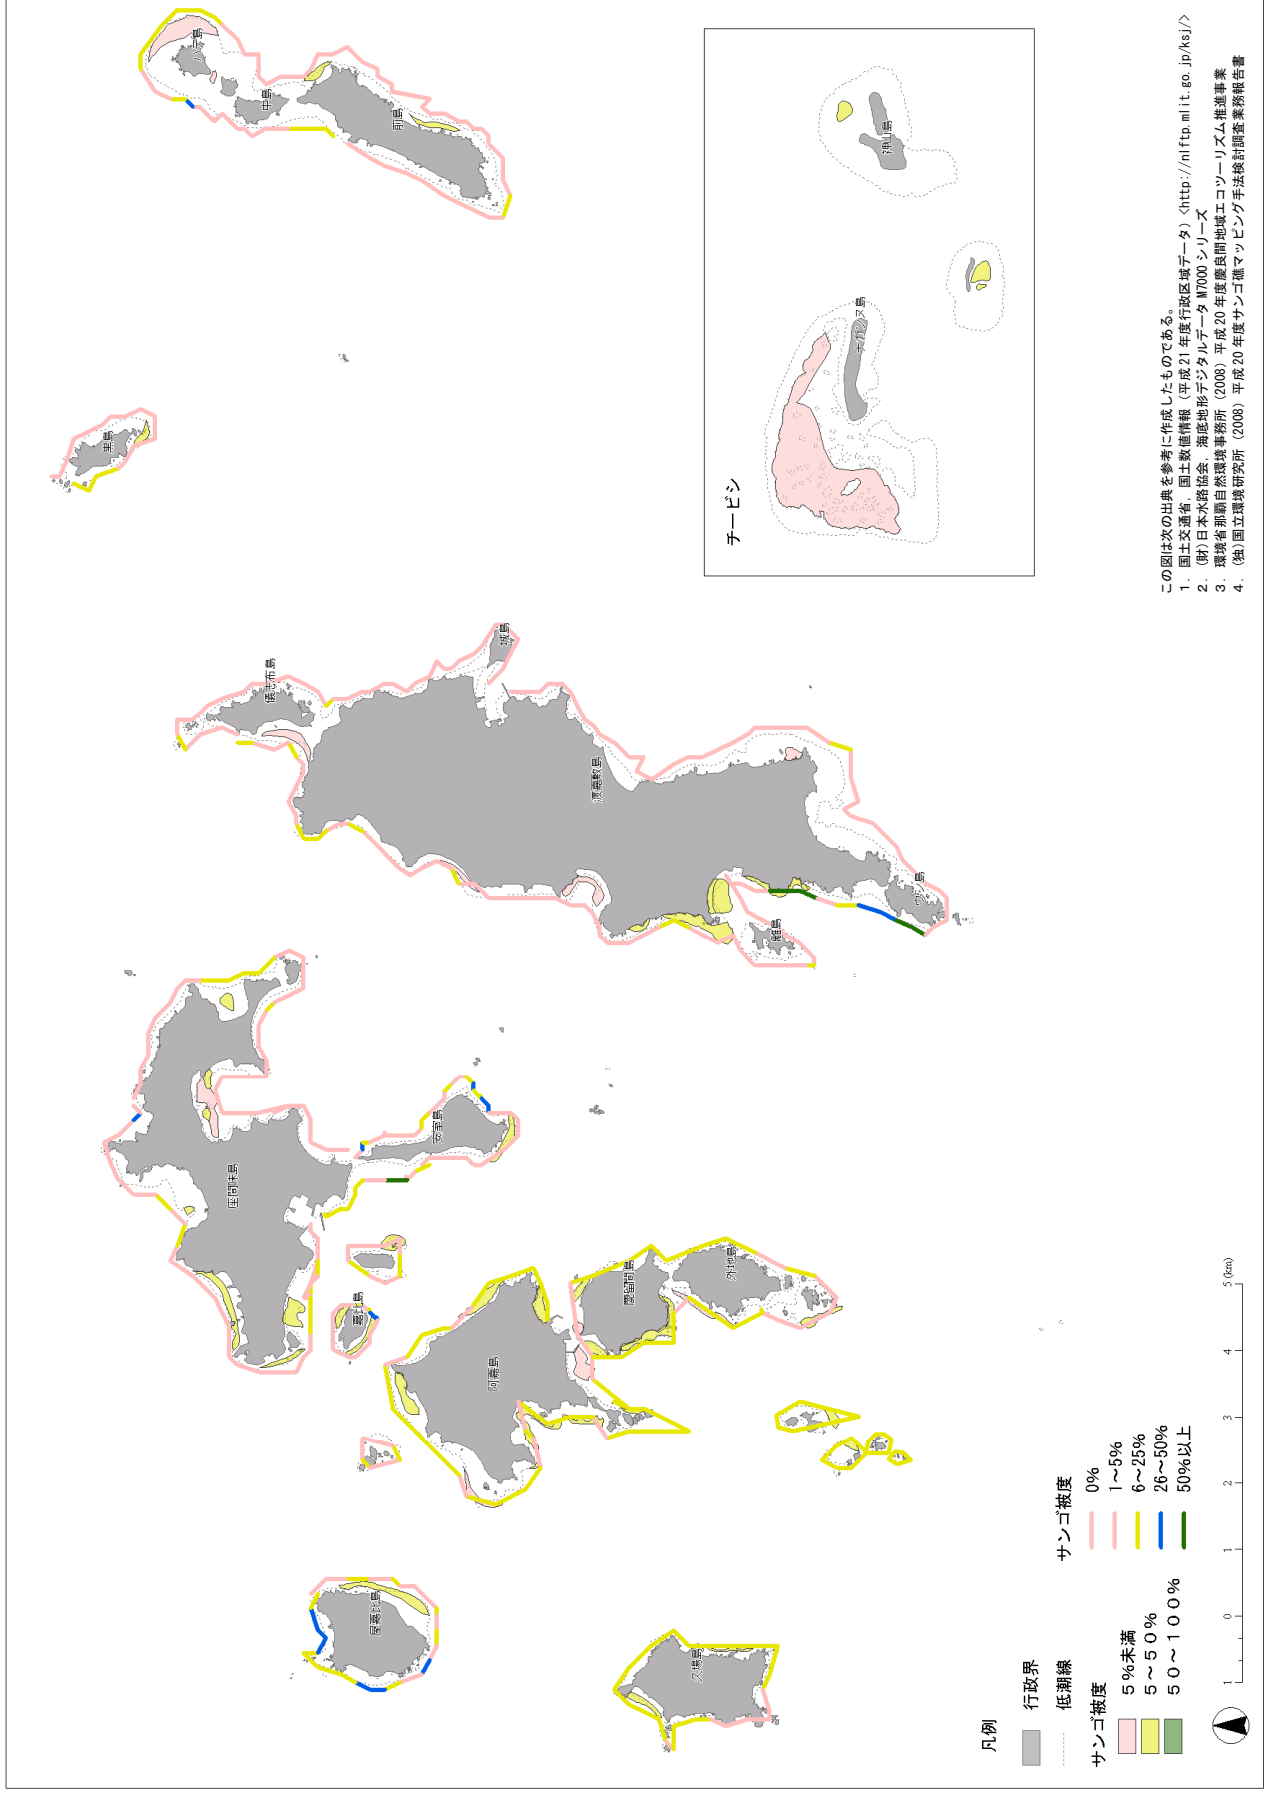 ハテ島
中島
前島
黒島
チービシ
神山島
ナガンヌ島
儀志布島
城島
渡嘉敷島
離島
ウン島
座間味島
安室島
嘉比島
阿嘉島
慶留間島
外地島
屋嘉比島
久場島
凡例
行政界
低潮線
サンゴ被度
5%未満
5~50%
50~100%
サンゴ被度
0%
1~5%
6~25%
26~50%
50%以上
1 0 1 2 3 4 5(km)
この図は次の出典を参考に作成したものである。
1. 国土交通省, 国土数値情報 (平成21年度行政区域データ) <http://nlftp.mlit.go.jp/ksj/>
2. (財)日本水路協会, 海底地形デジタルデータ M7000シリーズ
3. 環境省那覇自然環境事務所 (2008) 平成20年度慶良間地域エコツーリズム推進事業
4. (独)国立環境研究所 (2008) 平成20年度サンゴ礁マッピング手法検討調査業務報告書